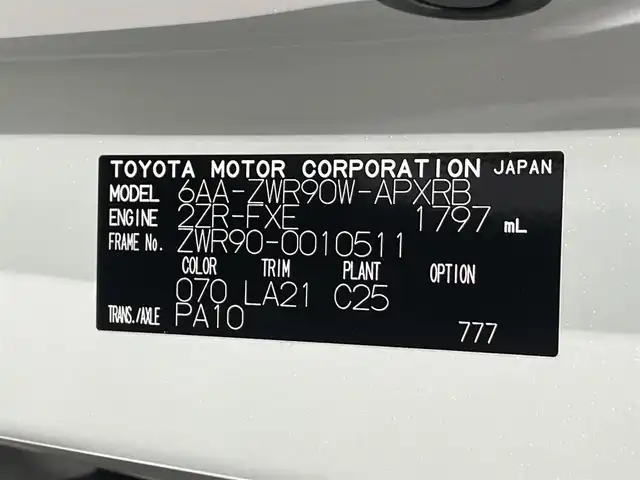 TOYOTA MOTOR CORPORATION JAPAN
MODEL 6AA-ZWR90W-APXRB
ENGINE 2ZR-FXE 1797 mL
FRAME No. ZWR90-0010511
COLOR TRIM PLANT OPTION
070 LA21 C25
TRANS./AXLE PA10 777